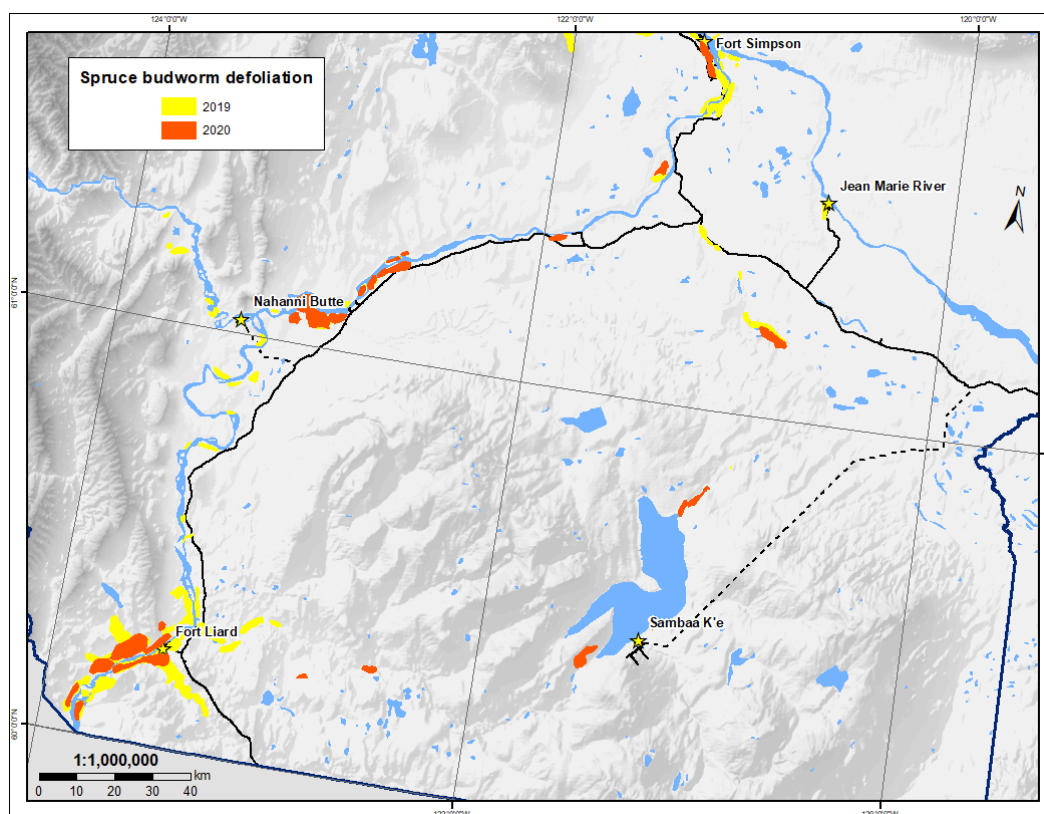 124°0'0"W
122°0'0"W
120°0'0"W
Fort Simpson
Spruce budworm defoliation
2019
2020
Jean Marie River
N
61°0'0"N
Nahanni Butte
Sambaa K'e
Fort Liard
60°0'0"N
1:1,000,000
km
0 10 20 30 40